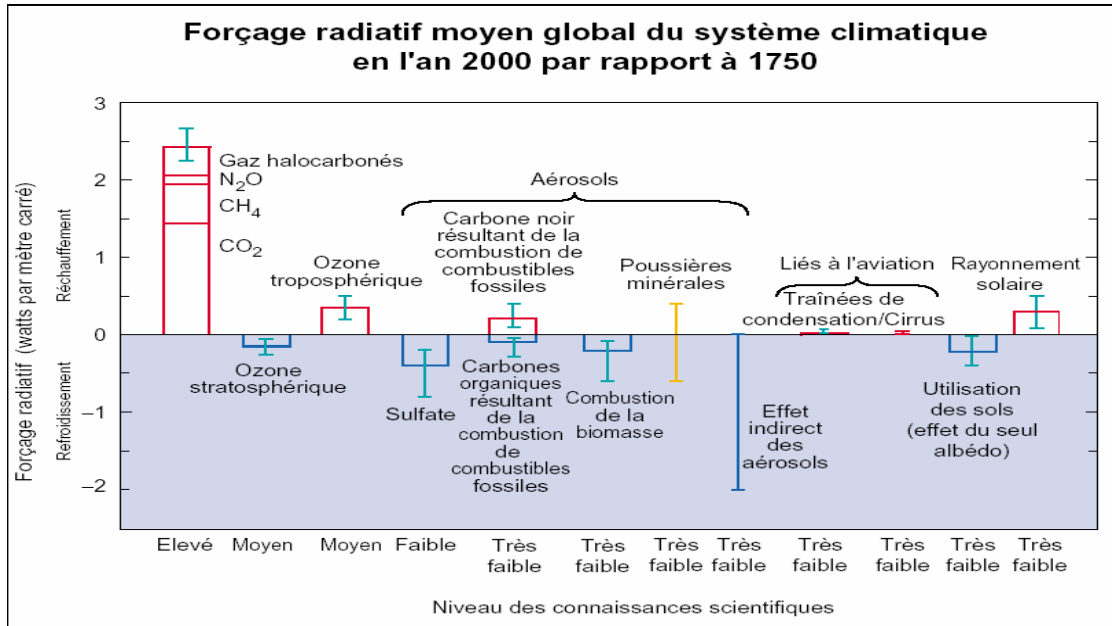 Forçage radiatif moyen global du système climatique
en l'an 2000 par rapport à 1750
Forçage radiatif (watts par mètre carré)
Réchauffement
Refroidissement
3
2
1
0
–1
–2
Gaz halocarbonés
N₂O
CH₄
CO₂
Ozone
stratosphérique
Ozone
troposphérique
Aérosols
Sulfate
Carbone noir
résultant de la
combustion de
combustibles
fossiles
Carbones
organiques
résultant
de la
combustion
de
combustibles
fossiles
Combustion
de la
biomasse
Poussières
minérales
Effet
indirect
des
aérosols
Liés à l'aviation
Traînées de
condensation/Cirrus
Utilisation
des sols
(effet du seul
albédo)
Rayonnement
solaire
Elevé
Moyen
Moyen
Faible
Très
faible
Très
faible
Très
faible
Très
faible
Très
faible
Très
faible
Très
faible
Très
faible
Niveau des connaissances scientifiques